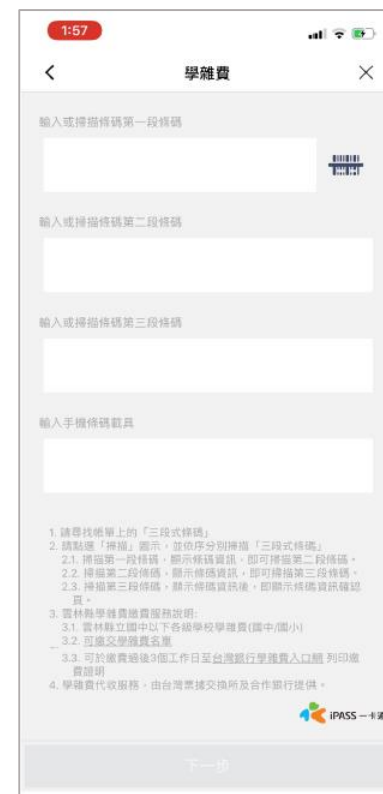 1:57
學雜費
輸入或掃描條碼第一段條碼
輸入或掃描條碼第二段條碼
輸入或掃描條碼第三段條碼
輸入手機條碼載具
1. 請尋找帳單上的『三段式條碼』
2. 請點選「掃描」圖示，並依序分別掃描「三段式條碼」
2.1. 掃描第一段條碼，顯示條碼資訊，即可掃描第二段條碼。
2.2. 掃描第二段條碼，顯示條碼資訊，即可掃描第三段條碼。
2.3. 掃描第三段條碼，顯示條碼資訊後，即顯示條碼資訊確認
頁。
3. 雲林縣學雜費繳費服務說明:
3.1. 雲林縣立國中以下各級學校學雜費(國中/國小)
3.2. 可繳交學雜費名單
3.3. 可於繳費過後3個工作日至台灣銀行學雜費入口網 列印繳
費證明
4. 學雜費代收服務，由台灣票據交換所及合作銀行提供。
iPASS 一卡通
下一步